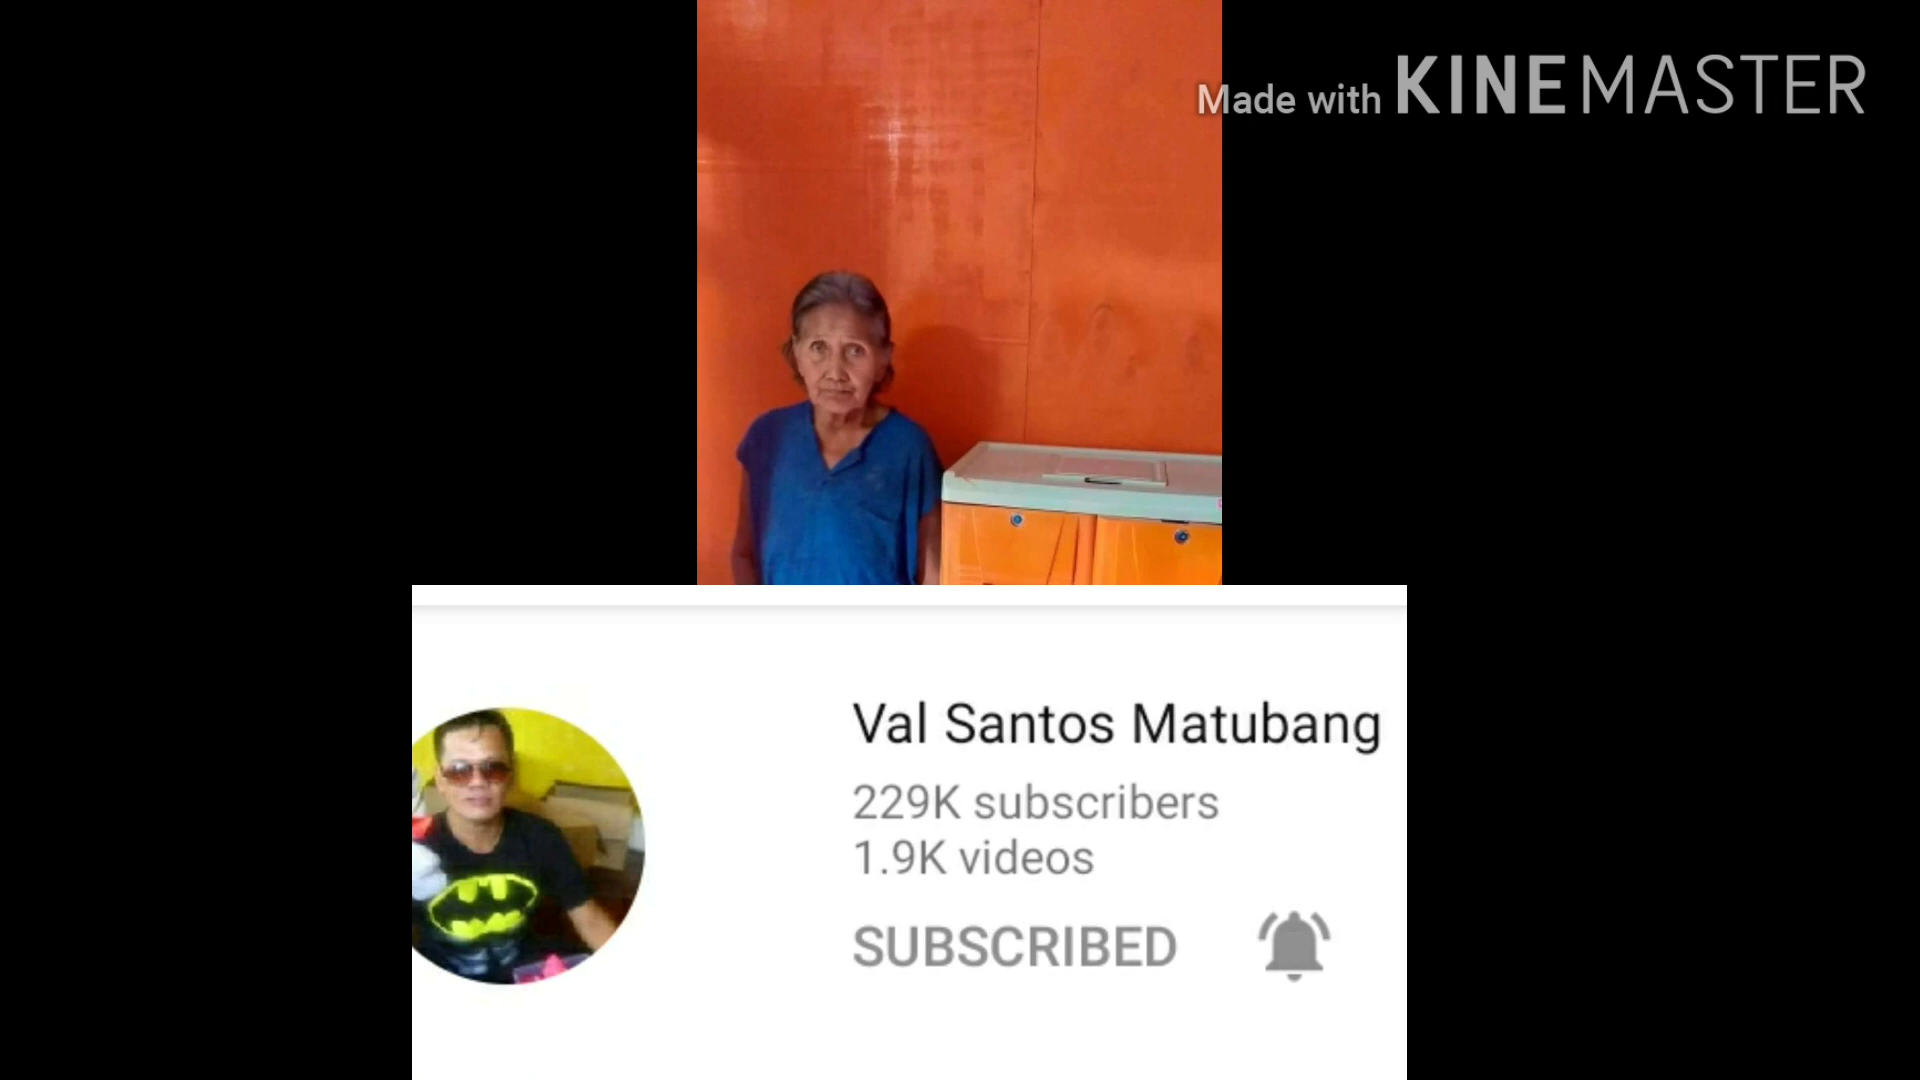 Made with KINEMASTER
Val Santos Matubang
229K subscribers
1.9K videos
SUBSCRIBED